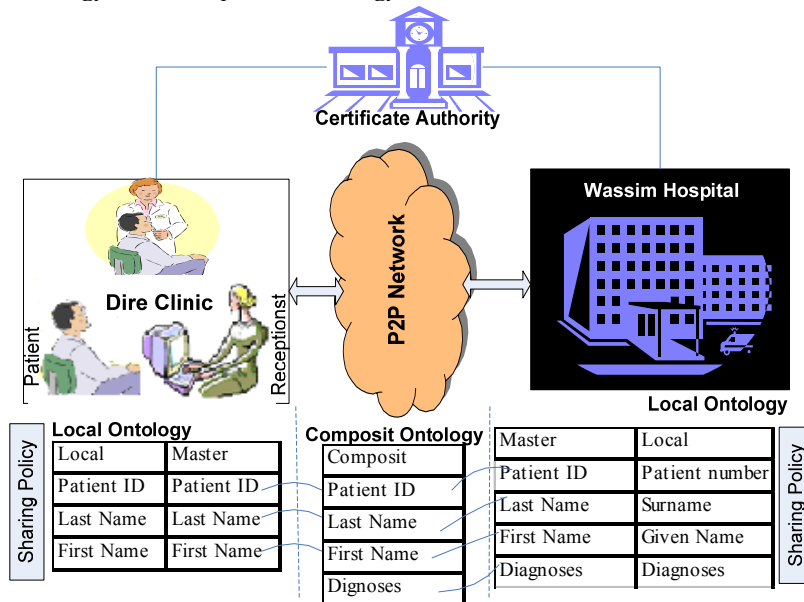 Certificate Authority
Wassim Hospital
Dire Clinic
Patient
Receptionst
P2P Network
Local Ontology
Sharing Policy
Local Master
Patient ID Patient ID
Last Name Last Name
First Name First Name
Composit Ontology
Composit
Patient ID
Last Name
First Name
Dignoses
Local Ontology
Master Local
Patient ID Patient number
Last Name Surname
First Name Given Name
Diagnoses Diagnoses
Sharing Policy